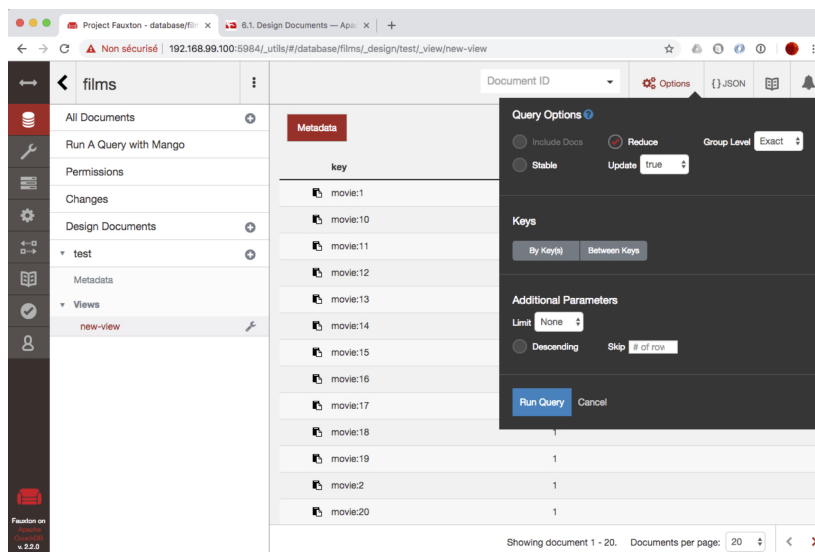 Project Fauxton - database/film
6.1. Design Documents — Apac
Non sécurisé
192.168.99.100:5984/_utils/#/database/films/_design/test/_view/new-view
films
Document ID
Options
{} JSON
All Documents
Run A Query with Mango
Permissions
Changes
Design Documents
test
Metadata
Views
new-view
Fauxton on
Apache
CouchDB
v. 2.2.0
Metadata
key
movie:1
movie:10
movie:11
movie:12
movie:13
movie:14
movie:15
movie:16
movie:17
movie:18 1
movie:19 1
movie:2 1
movie:20 1
Query Options
Include Docs Reduce Group Level Exact
Stable Update true
Keys
By Key(s) Between Keys
Additional Parameters
Limit None
Descending Skip # of row
Run Query Cancel
Showing document 1 - 20. Documents per page: 20